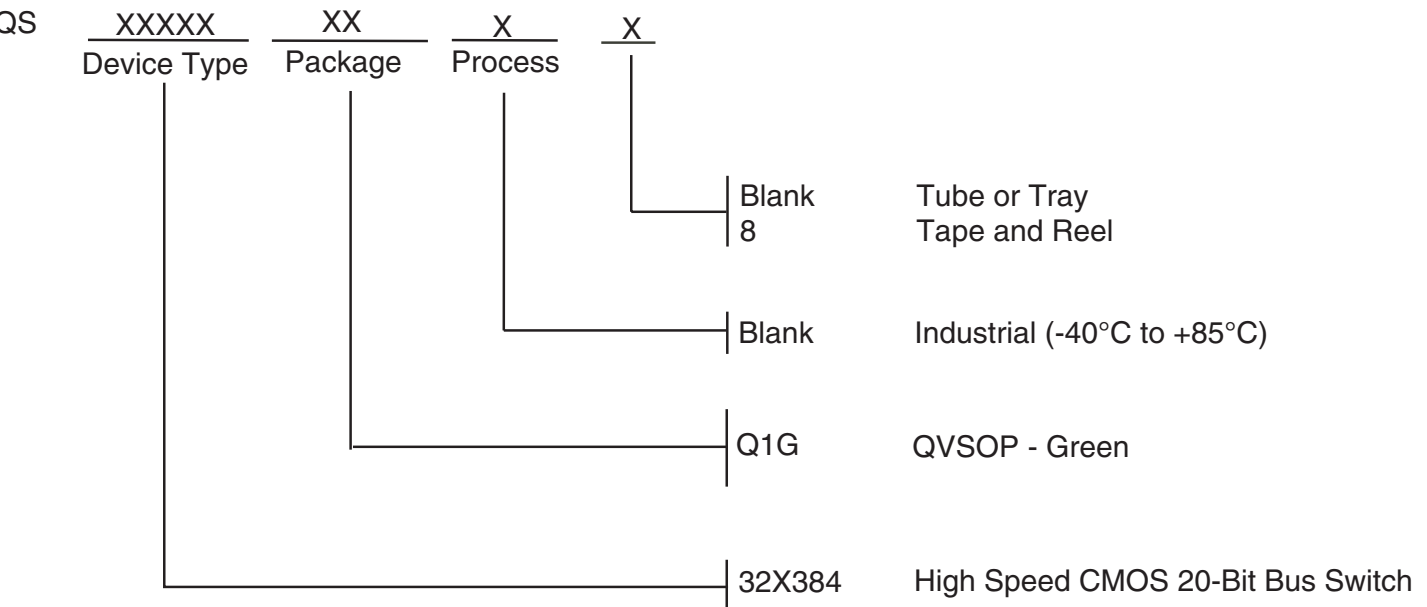 QS XXXXX XX X X
Device Type Package Process
Blank Tube or Tray
8 Tape and Reel
Blank Industrial (-40°C to +85°C)
Q1G QVSOP - Green
32X384 High Speed CMOS 20-Bit Bus Switch